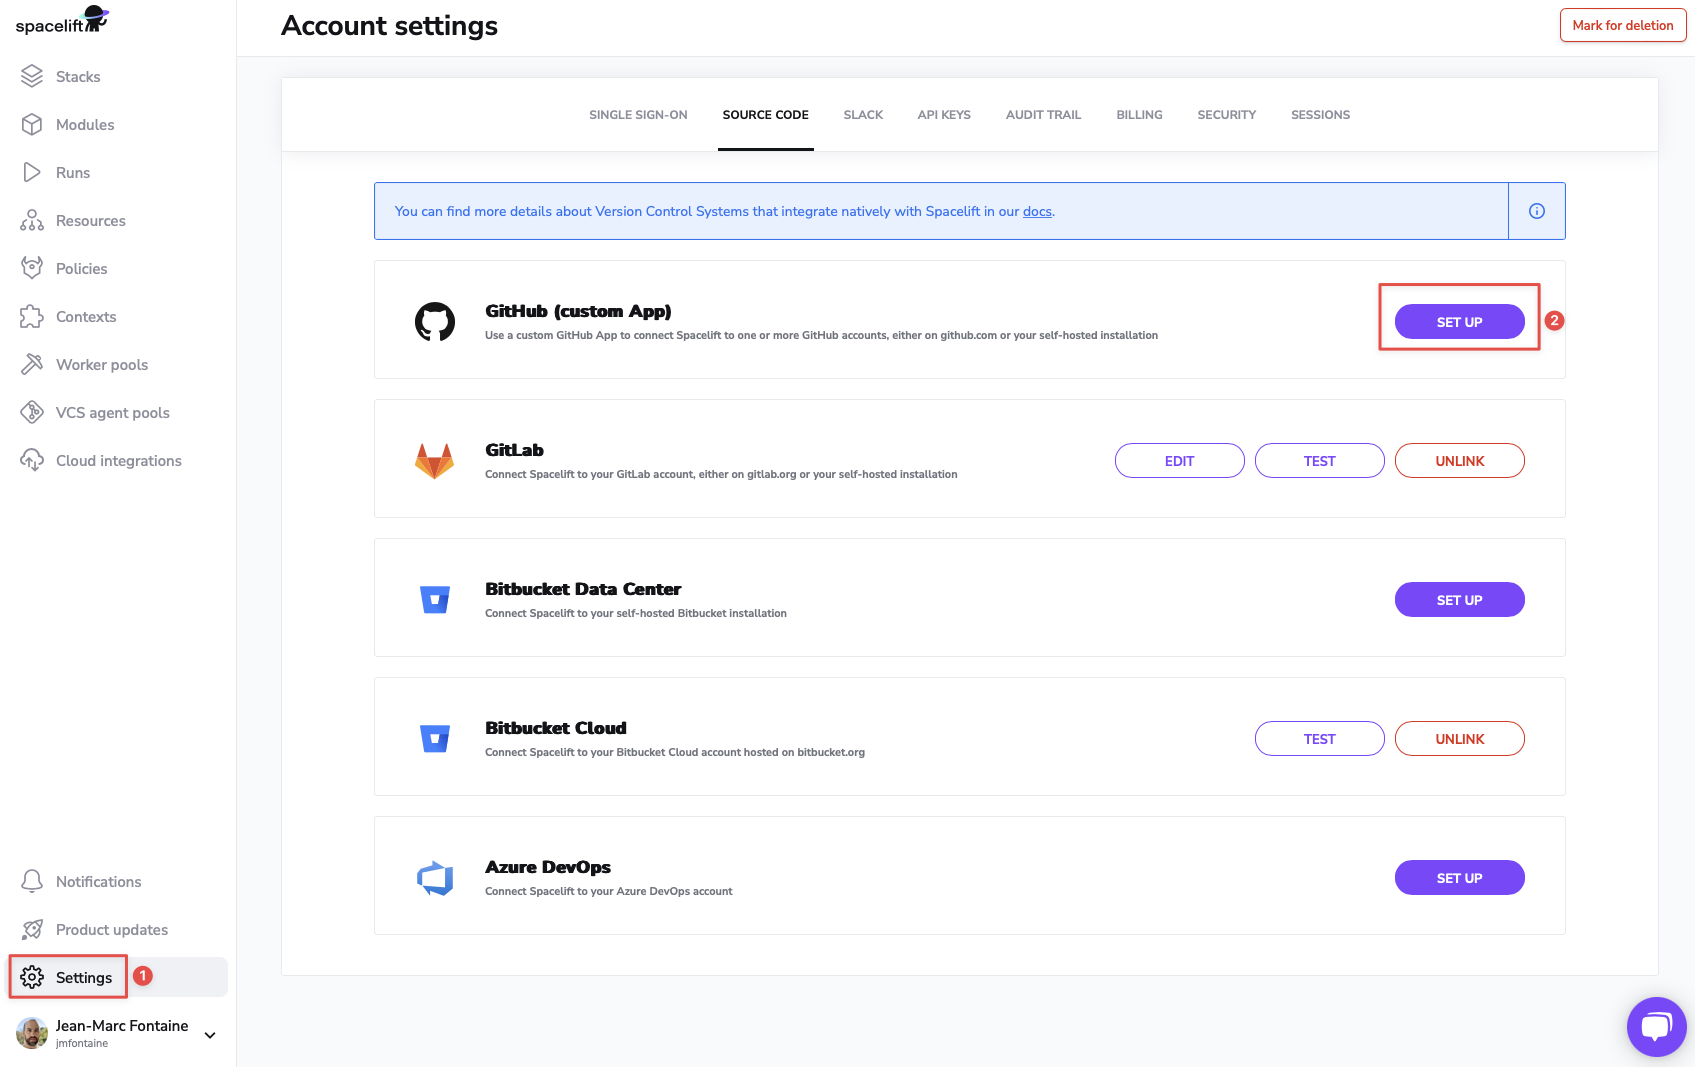 spacelift
Account settings
Mark for deletion
Stacks
Modules
Runs
Resources
Policies
Contexts
Worker pools
VCS agent pools
Cloud integrations
SINGLE SIGN-ON SOURCE CODE SLACK API KEYS AUDIT TRAIL BILLING SECURITY SESSIONS
You can find more details about Version Control Systems that integrate natively with Spacelift in our docs.
GitHub (custom App)
Use a custom GitHub App to connect Spacelift to one or more GitHub accounts, either on github.com or your self-hosted installation
SET UP
2
GitLab
Connect Spacelift to your GitLab account, either on gitlab.org or your self-hosted installation
EDIT TEST UNLINK
Bitbucket Data Center
Connect Spacelift to your self-hosted Bitbucket installation
SET UP
Bitbucket Cloud
Connect Spacelift to your Bitbucket Cloud account hosted on bitbucket.org
TEST UNLINK
Azure DevOps
Connect Spacelift to your Azure DevOps account
SET UP
Notifications
Product updates
Settings 1
Jean-Marc Fontaine
jmfontaine